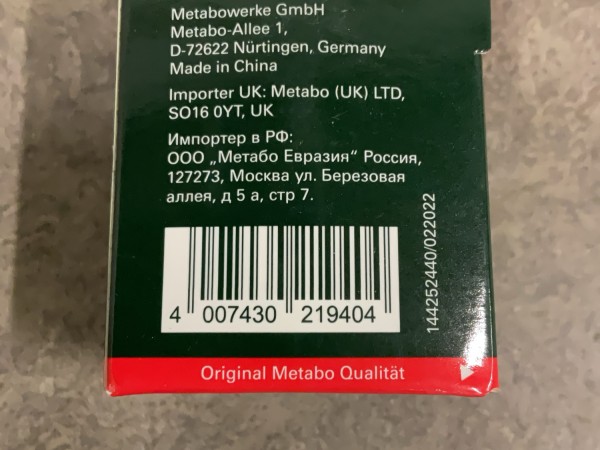 Metabowerke GmbH
Metabo-Allee 1,
D-72622 Nürtingen, Germany
Made in China
Importer UK: Metabo (UK) LTD,
SO16 0YT, UK
Импортер в РФ:
ООО „Метабо Евразия“ Россия,
127273, Москва ул. Березовая
аллея, д 5 а, стр 7.
4 007430 219404
144252440/022022
Original Metabo Qualität